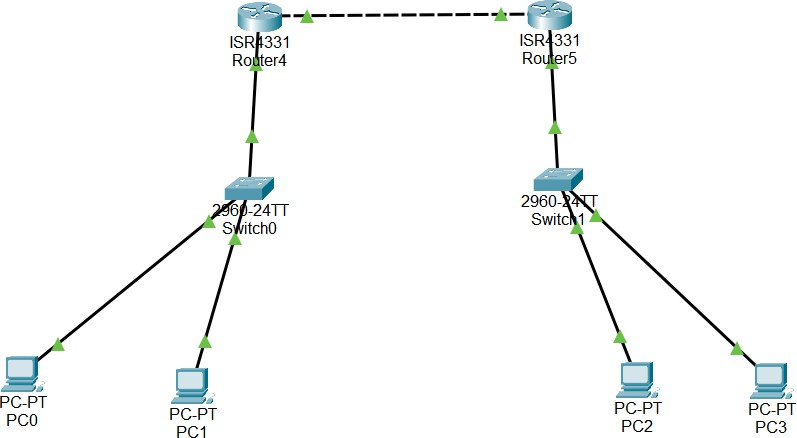 ISR4331
Router4
ISR4331
Router5
2960-24TT
Switch0
2960-24TT
Switch1
PC-PT
PC0
PC-PT
PC1
PC-PT
PC2
PC-PT
PC3